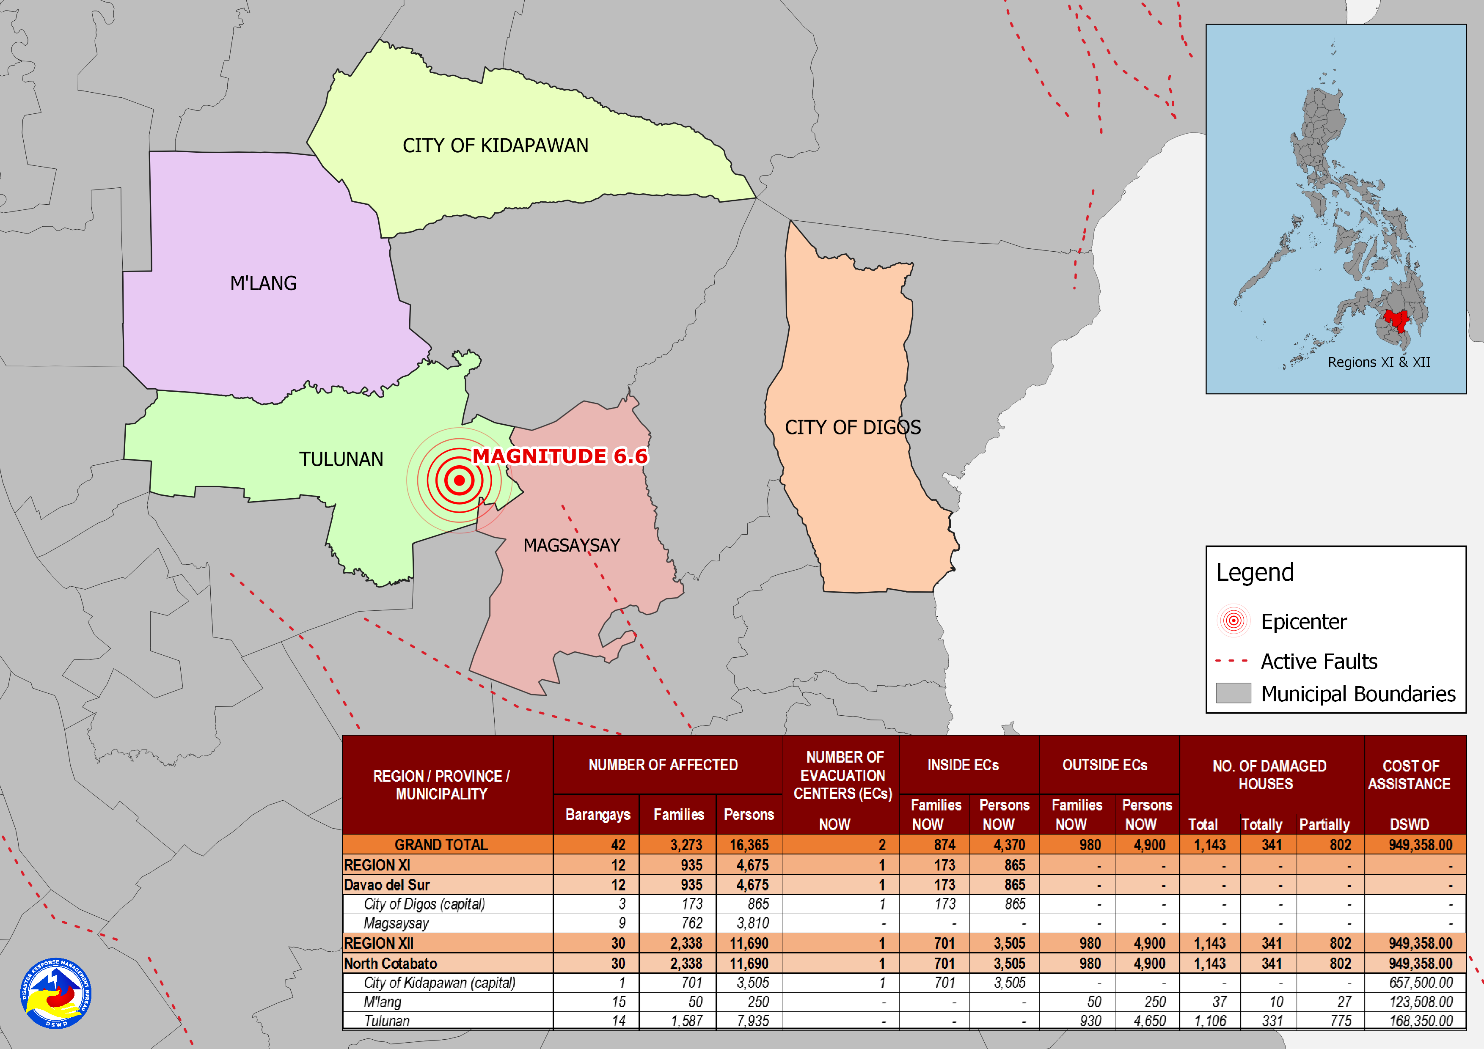 CITY OF KIDAPAWAN
M'LANG
CITY OF DIGOS
TULUNAN
MAGNITUDE 6.6
MAGSAYSAY
Regions XI & XII
Legend
Epicenter
Active Faults
Municipal Boundaries
REGION / PROVINCE / MUNICIPALITY
NUMBER OF AFFECTED
NUMBER OF EVACUATION CENTERS (ECs)
INSIDE ECs
OUTSIDE ECs
NO. OF DAMAGED HOUSES
COST OF ASSISTANCE
Barangays Families Persons NOW Families NOW Persons NOW Families NOW Persons NOW Total Totally Partially DSWD
GRAND TOTAL 42 3,273 16,365 2 874 4,370 980 4,900 1,143 341 802 949,358.00
REGION XI 12 935 4,675 1 173 865 - - - - - -
Davao del Sur 12 935 4,675 1 173 865 - - - - - -
City of Digos (capital) 3 173 865 1 173 865 - - - - - -
Magsaysay 9 762 3,810 - - - - - - - - -
REGION XII 30 2,338 11,690 1 701 3,505 980 4,900 1,143 341 802 949,358.00
North Cotabato 30 2,338 11,690 1 701 3,505 980 4,900 1,143 341 802 949,358.00
City of Kidapawan (capital) 1 701 3,505 1 701 3,505 - - - - - 657,500.00
M'lang 15 50 250 - - - 50 250 37 10 27 123,508.00
Tulunan 14 1,587 7,935 - - - 930 4,650 1,106 331 775 168,350.00
DISASTER RESPONSE MANAGEMENT BUREAU
DSWD